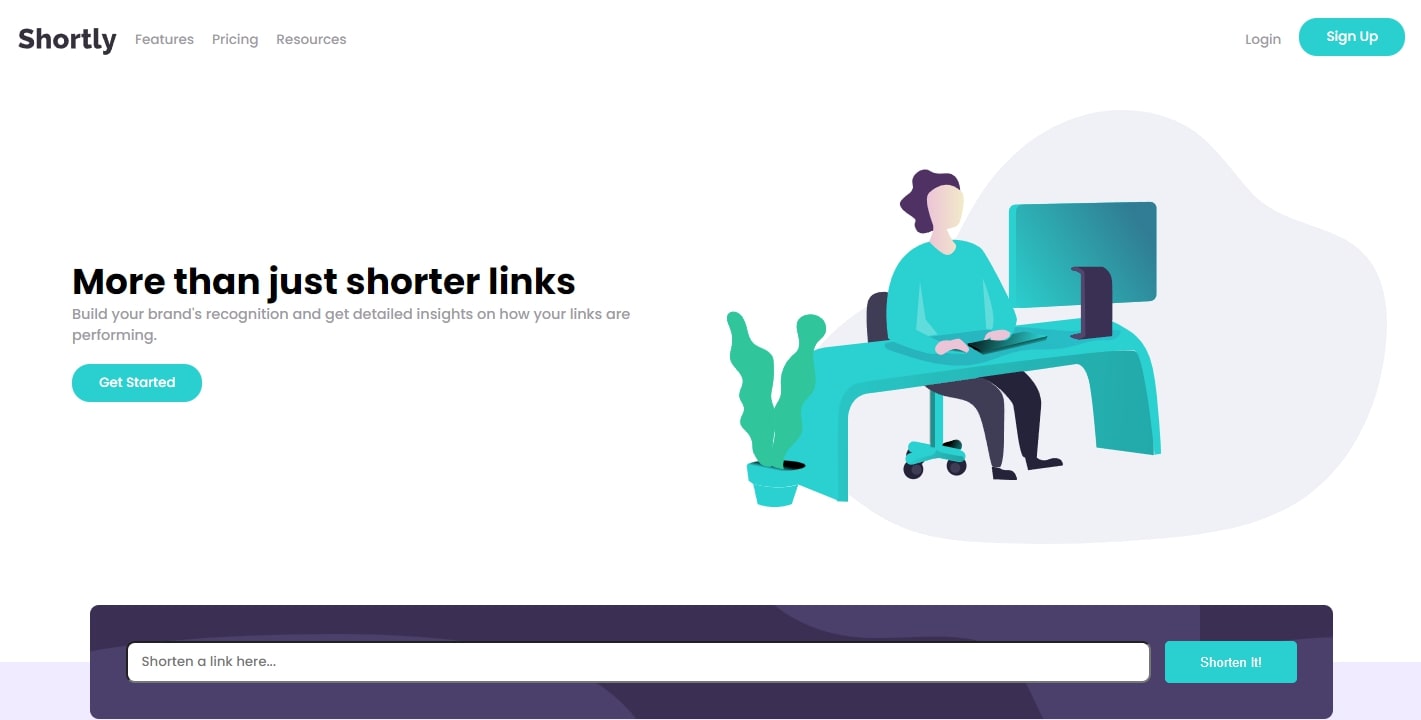 Shortly Features Pricing Resources Login Sign Up
More than just shorter links
Build your brand's recognition and get detailed insights on how your links are
performing.
Get Started
Shorten a link here... Shorten It!